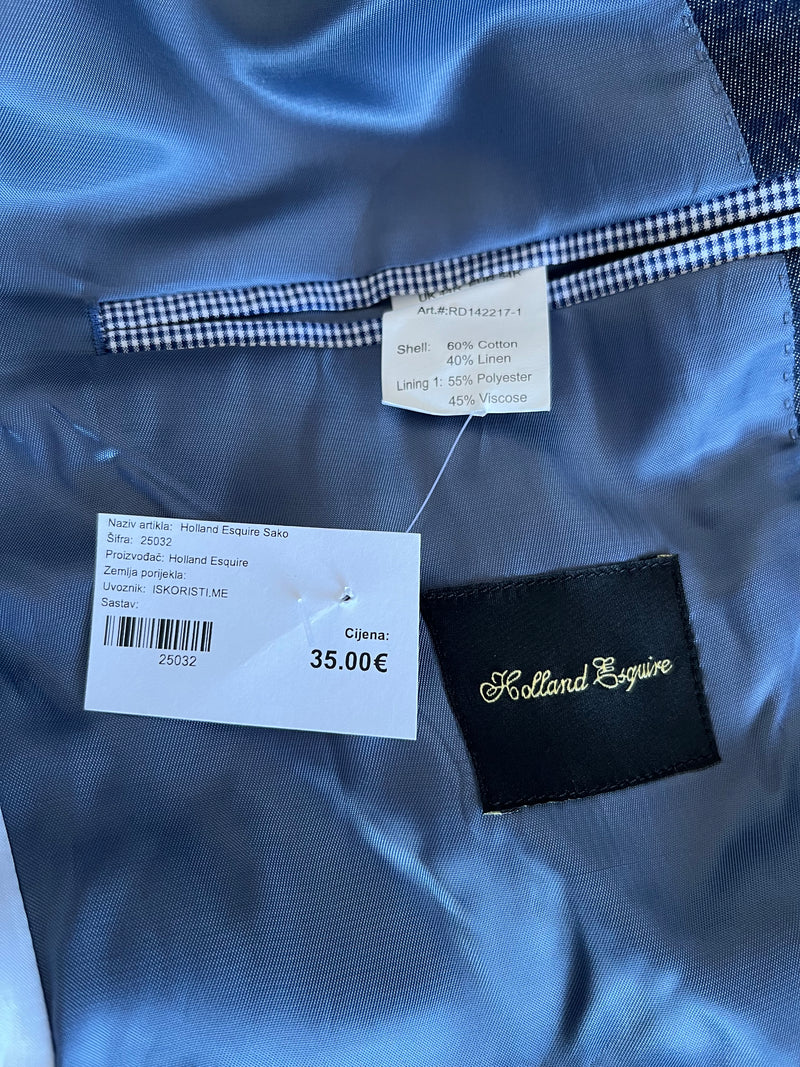 Art.#:RD142217-1
Shell: 60% Cotton
40% Linen
Lining 1: 55% Polyester
45% Viscose
Naziv artikla: Holland Esquire Sako
Šifra: 25032
Proizvođač: Holland Esquire
Zemlja porijekla:
Uvoznik: ISKORISTI.ME
Sastav:
25032
Cijena:
35.00€
Holland Esquire